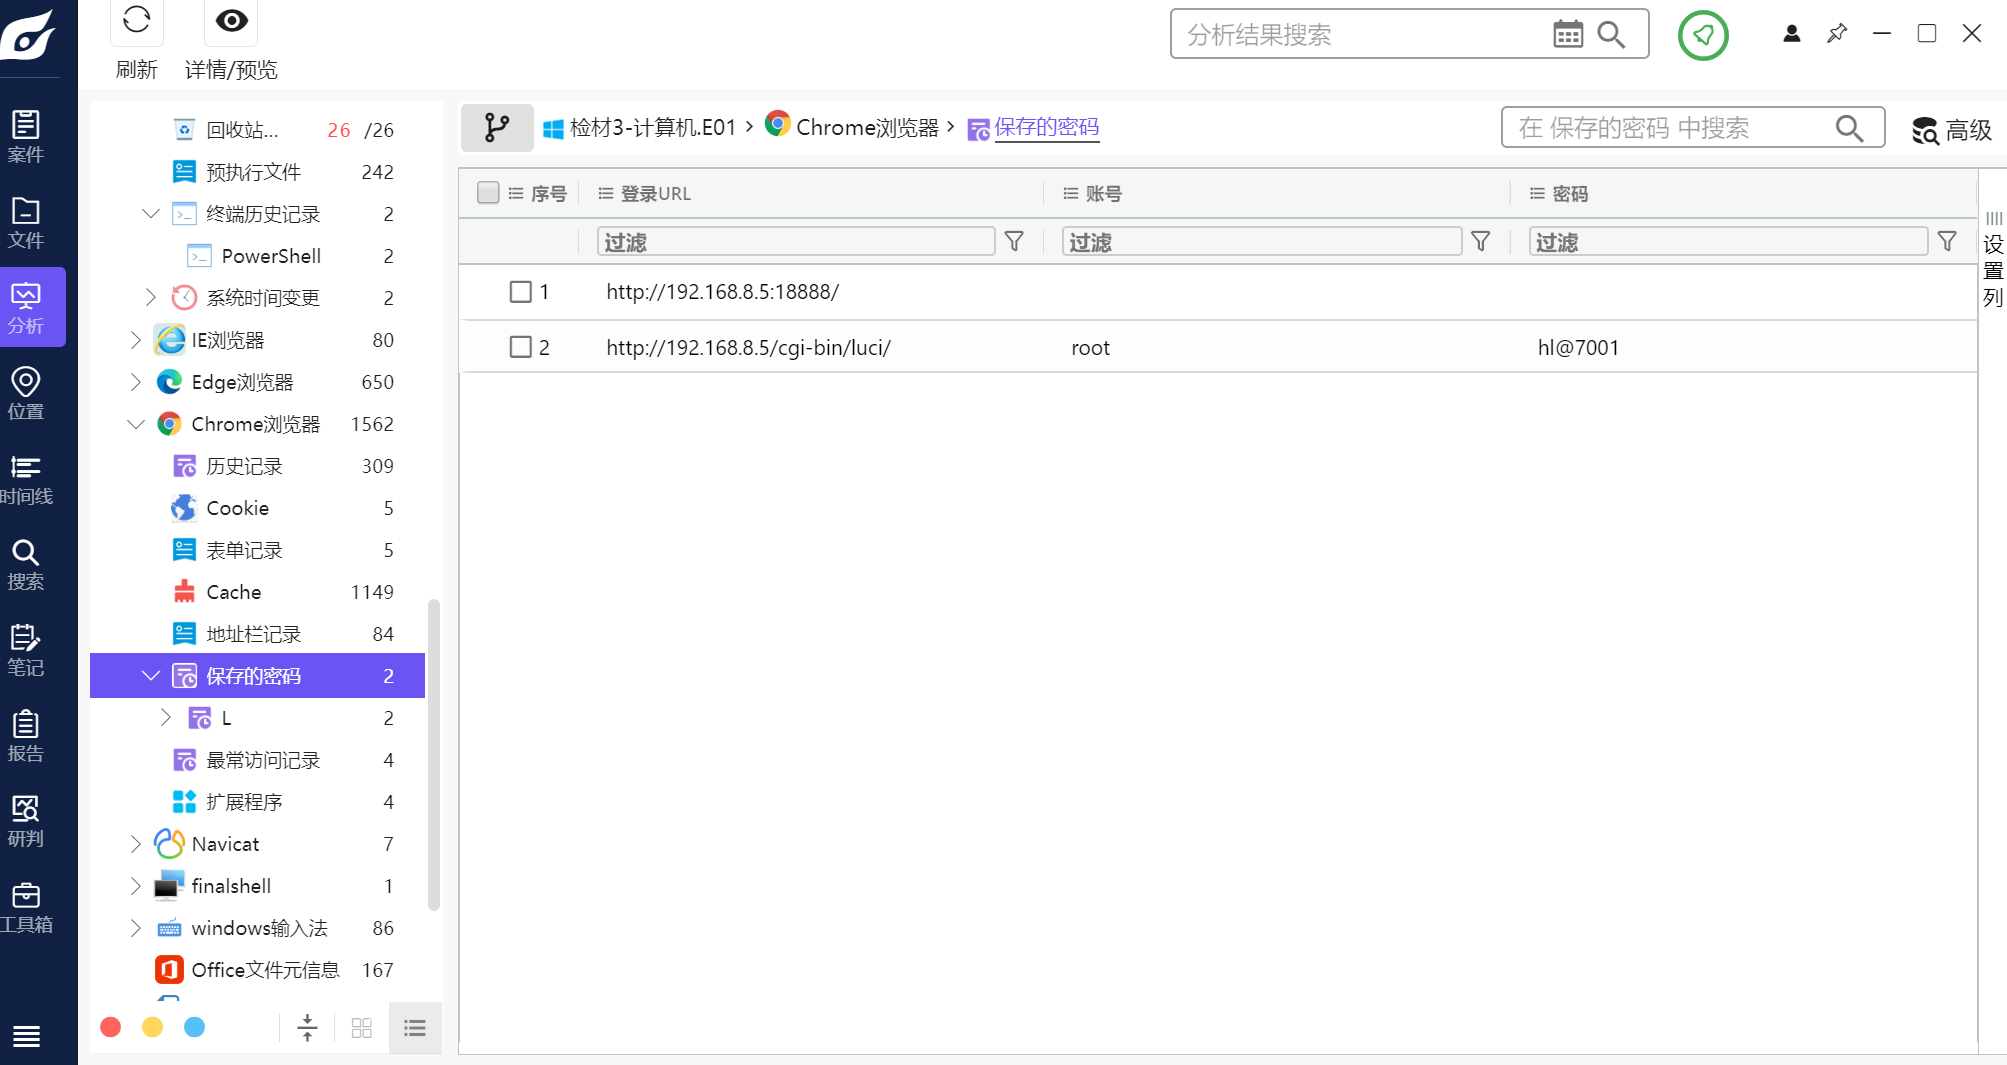 刷新
详情/预览
分析结果搜索
案件
文件
分析
位置
时间线
搜索
笔记
报告
研判
工具箱
回收站... 26 /26
预执行文件 242
终端历史记录 2
PowerShell 2
系统时间变更 2
IE浏览器 80
Edge浏览器 650
Chrome浏览器 1562
历史记录 309
Cookie 5
表单记录 5
Cache 1149
地址栏记录 84
保存的密码 2
L 2
最常访问记录 4
扩展程序 4
Navicat 7
finalshell 1
windows输入法 86
Office文件元信息 167
检材3-计算机.E01 > Chrome浏览器 > 保存的密码
在 保存的密码 中搜索
高级
序号 登录URL 账号 密码
过滤 过滤 过滤
1 http://192.168.8.5:18888/
2 http://192.168.8.5/cgi-bin/luci/ root hl@7001
设置列